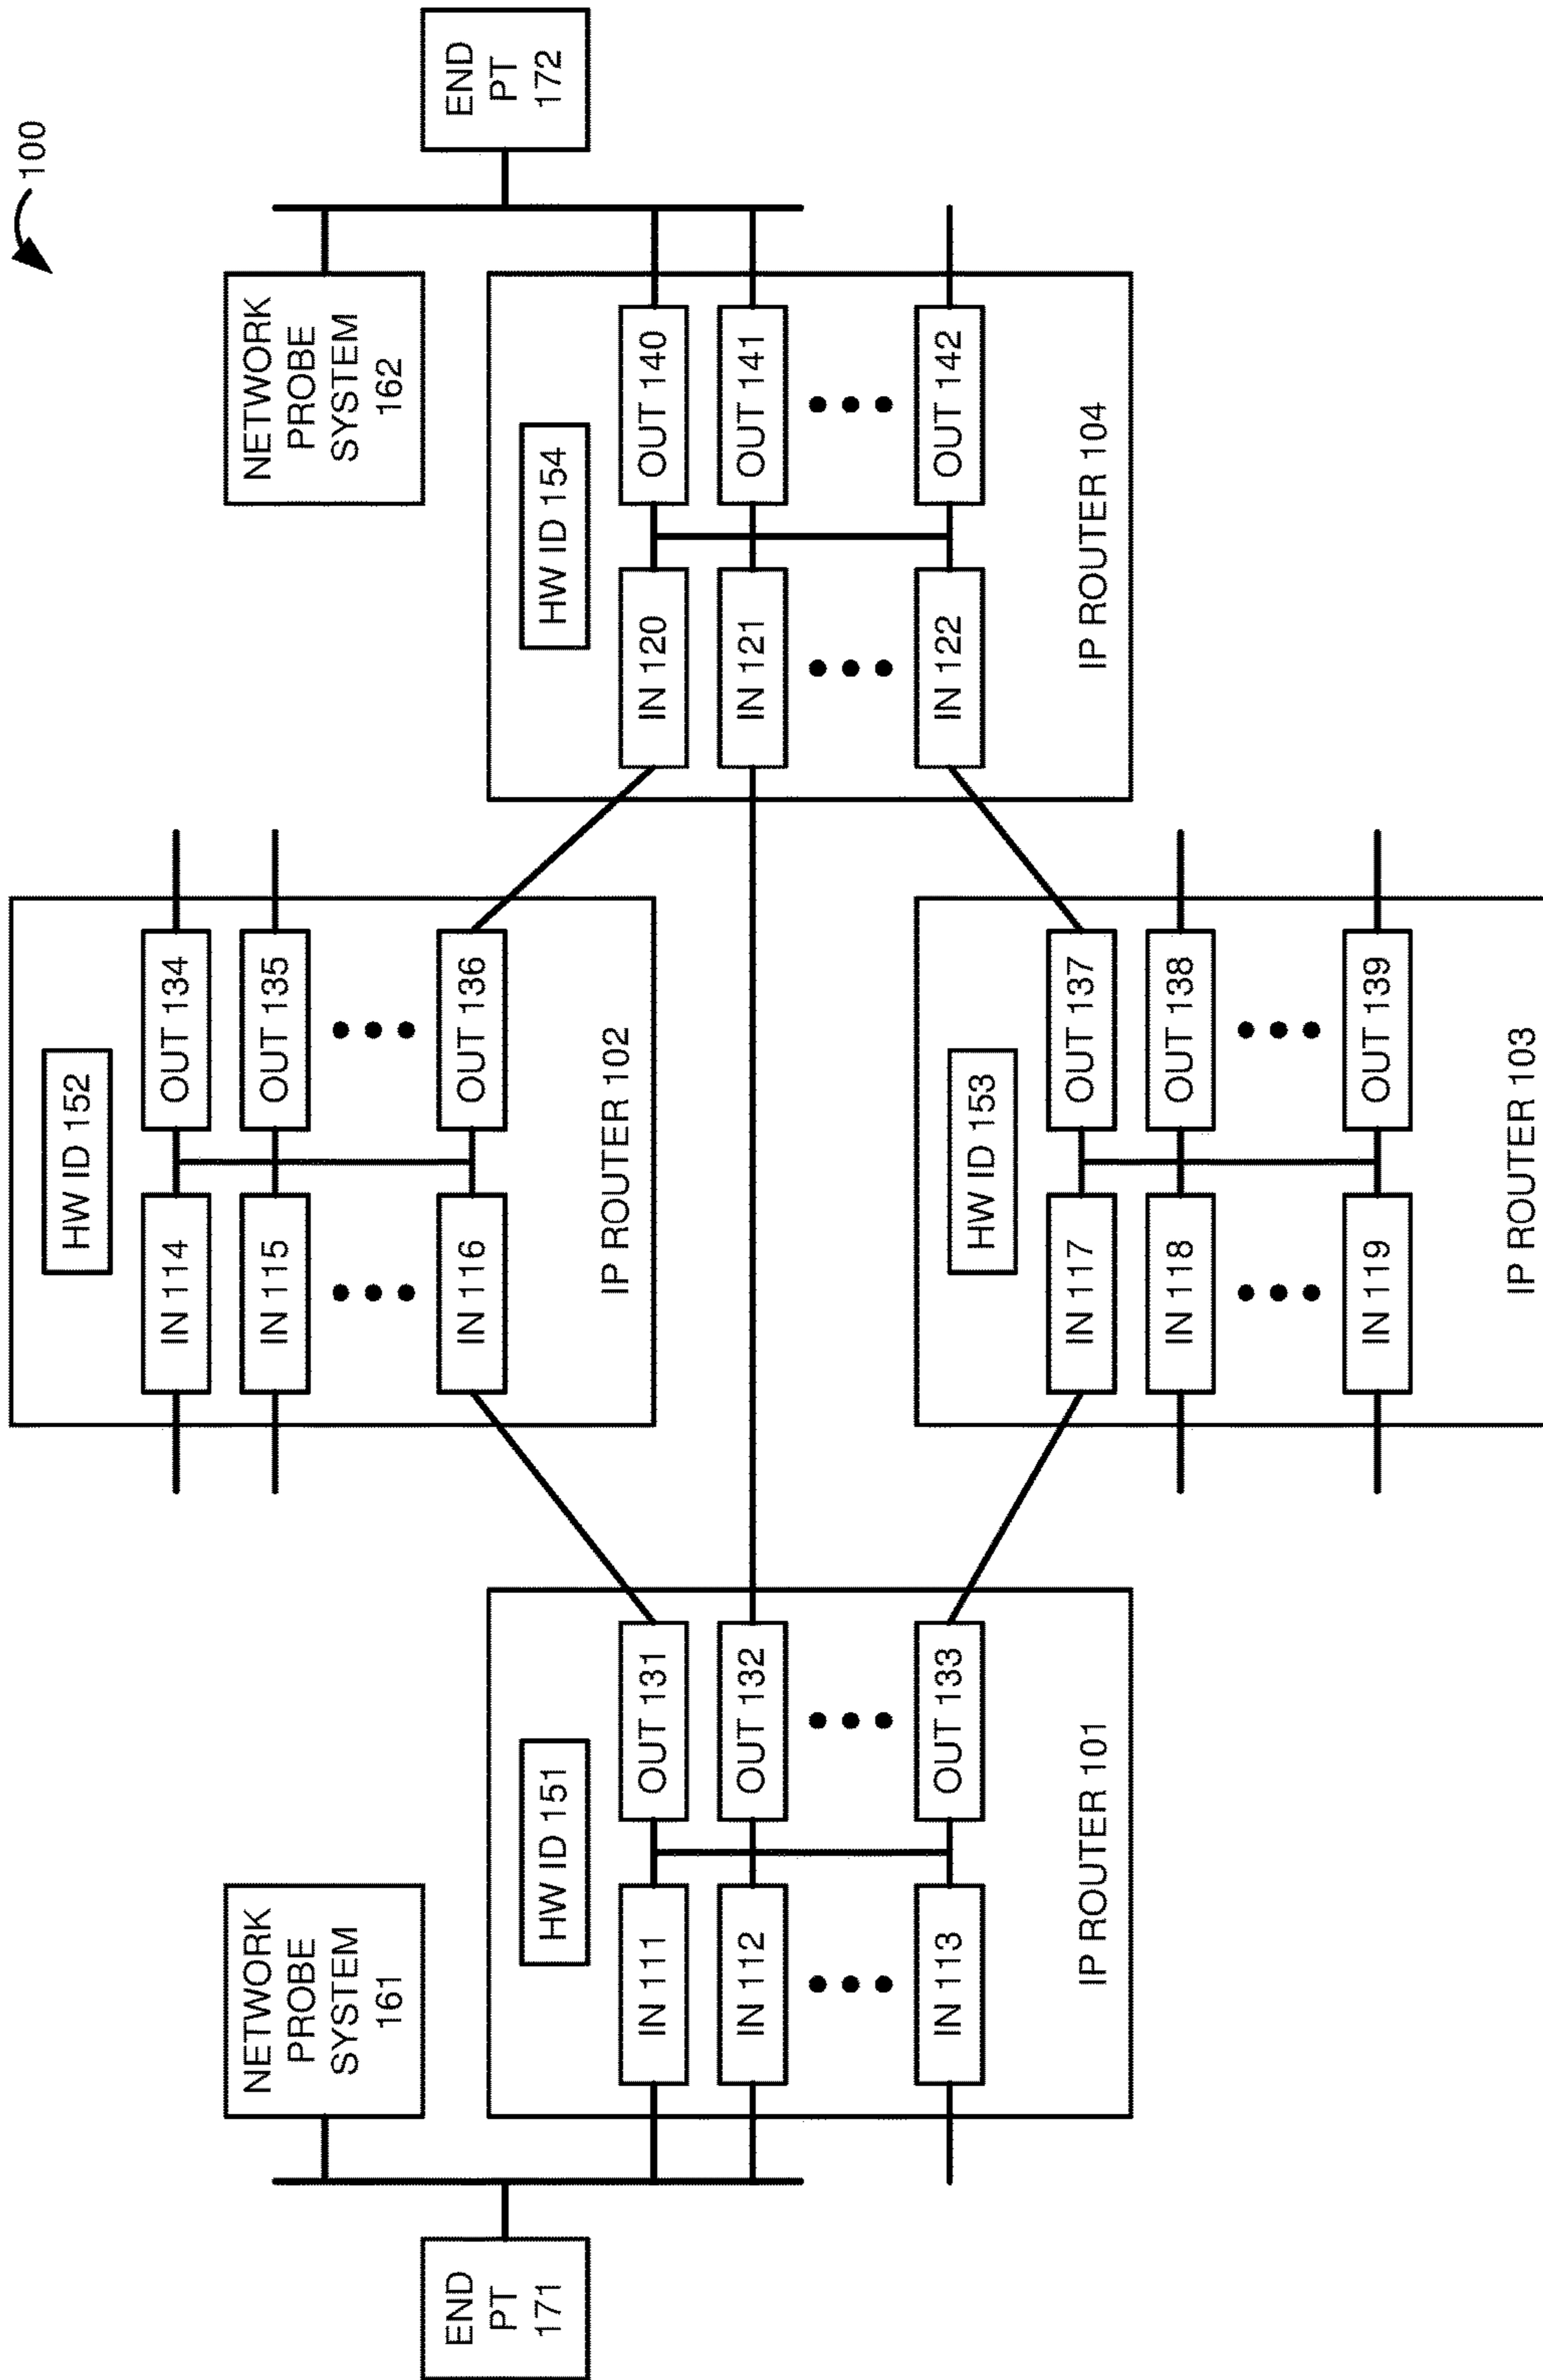 100
NETWORK
PROBE
SYSTEM
161
NETWORK
PROBE
SYSTEM
162
END
PT
171
END
PT
172
HW ID 151
IN 111
OUT 131
IN 112
OUT 132
IN 113
OUT 133
IP ROUTER 101
HW ID 152
IN 114
OUT 134
IN 115
OUT 135
IN 116
OUT 136
IP ROUTER 102
HW ID 153
IN 117
OUT 137
IN 118
OUT 138
IN 119
OUT 139
IP ROUTER 103
HW ID 154
IN 120
OUT 140
IN 121
OUT 141
IN 122
OUT 142
IP ROUTER 104